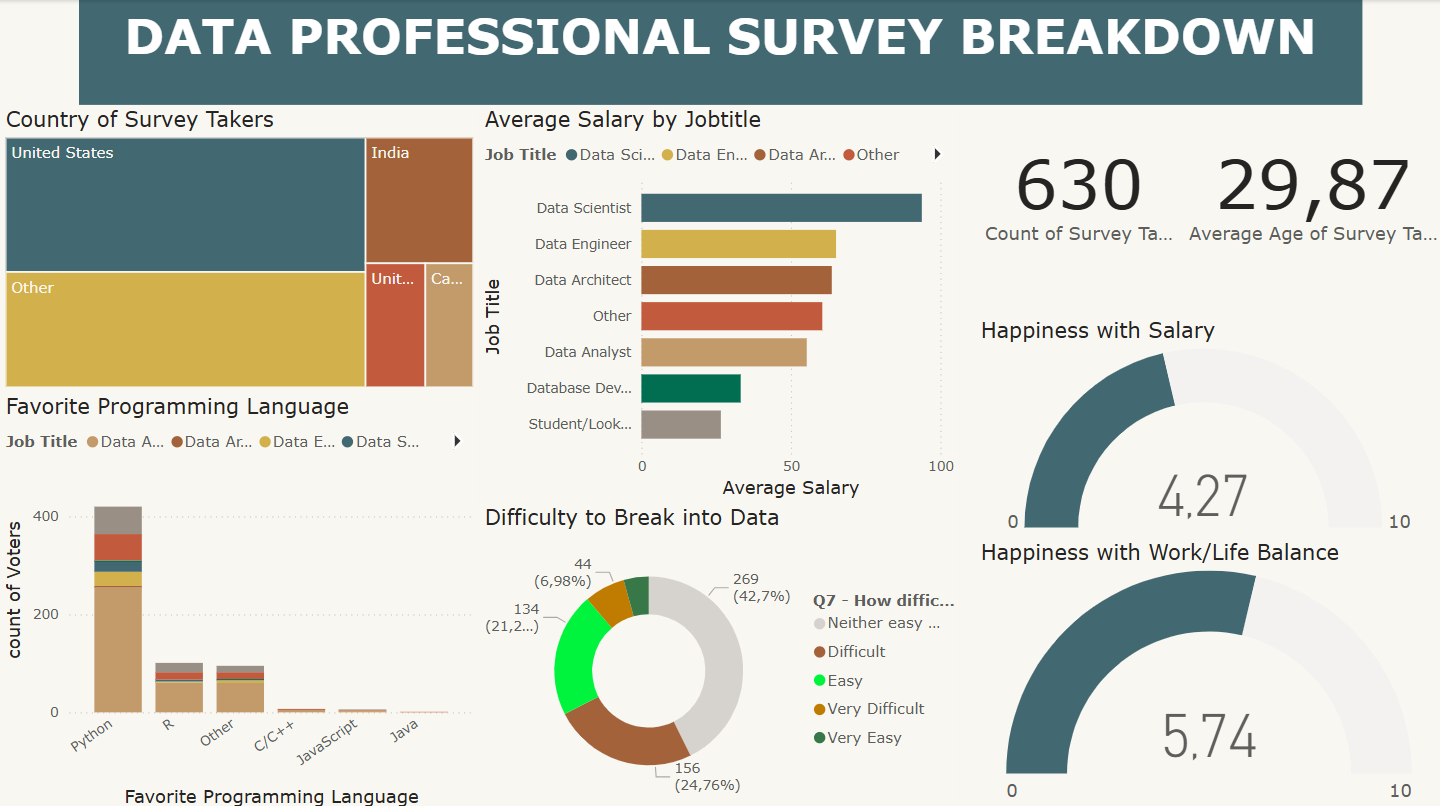 DATA PROFESSIONAL SURVEY BREAKDOWN
Country of Survey Takers
United States
India
Other
Unit...
Ca...
Favorite Programming Language
Job Title Data A... Data Ar... Data E... Data S...
count of Voters
400
200
0
Python
R
Other
C/C++
JavaScript
Java
Favorite Programming Language
Average Salary by Jobtitle
Job Title Data Sci... Data En... Data Ar... Other
Job Title
Data Scientist
Data Engineer
Data Architect
Other
Data Analyst
Database Dev...
Student/Look...
0 50 100
Average Salary
Difficulty to Break into Data
44
(6,98%)
134
(21,2...)
269
(42,7%)
156
(24,76%)
Q7 - How diffic...
Neither easy ...
Difficult
Easy
Very Difficult
Very Easy
630
Count of Survey Ta...
29,87
Average Age of Survey Ta...
Happiness with Salary
4,27
0 10
Happiness with Work/Life Balance
5,74
0 10